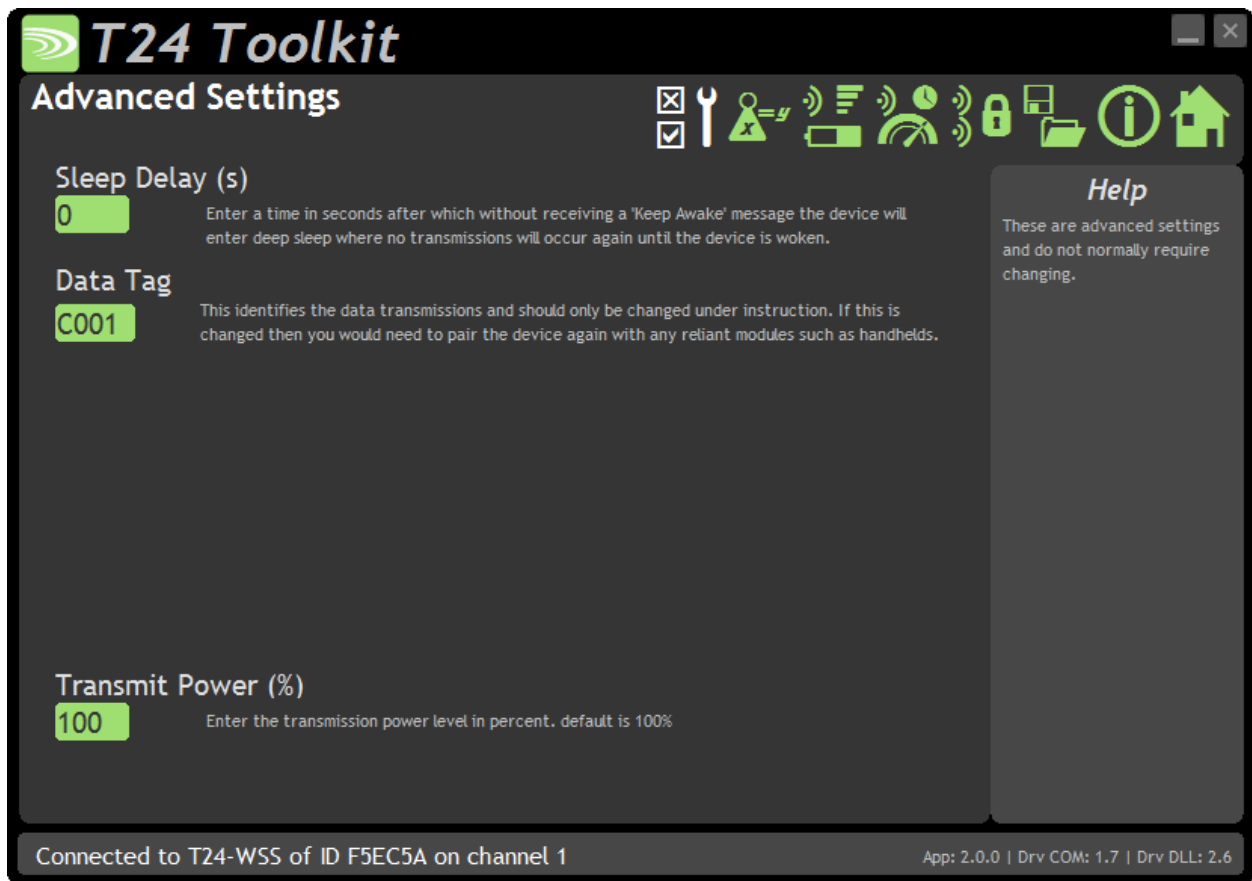 T24 Toolkit
Advanced Settings
x=y
Sleep Delay (s)
0
Enter a time in seconds after which without receiving a 'Keep Awake' message the device will
enter deep sleep where no transmissions will occur again until the device is woken.
Data Tag
C001
This identifies the data transmissions and should only be changed under instruction. If this is
changed then you would need to pair the device again with any reliant modules such as handhelds.
Transmit Power (%)
100
Enter the transmission power level in percent. default is 100%
Help
These are advanced settings
and do not normally require
changing.
Connected to T24-WSS of ID F5EC5A on channel 1
App: 2.0.0 | Drv COM: 1.7 | Drv DLL: 2.6